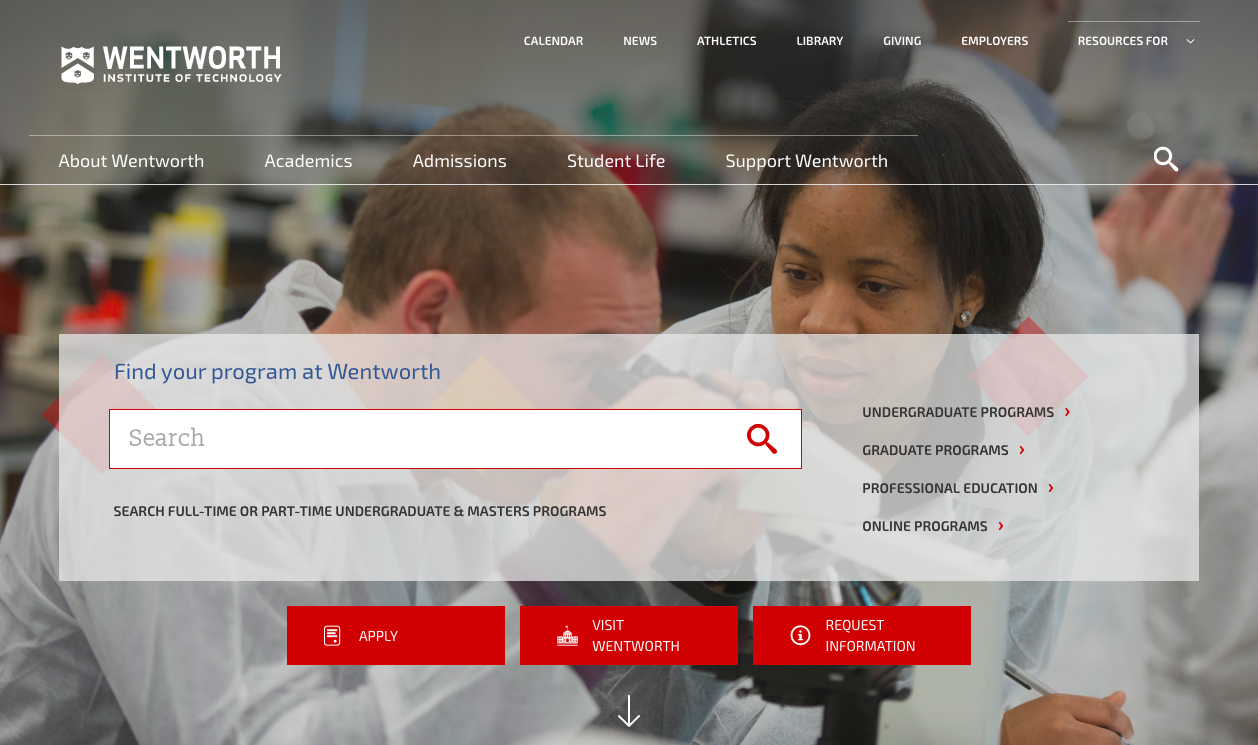 CALENDAR NEWS ATHLETICS LIBRARY GIVING EMPLOYERS RESOURCES FOR
WENTWORTH
INSTITUTE OF TECHNOLOGY
About Wentworth Academics Admissions Student Life Support Wentworth
Find your program at Wentworth
Search
SEARCH FULL-TIME OR PART-TIME UNDERGRADUATE & MASTERS PROGRAMS
UNDERGRADUATE PROGRAMS
GRADUATE PROGRAMS
PROFESSIONAL EDUCATION
ONLINE PROGRAMS
APPLY
VISIT
WENTWORTH
REQUEST
INFORMATION